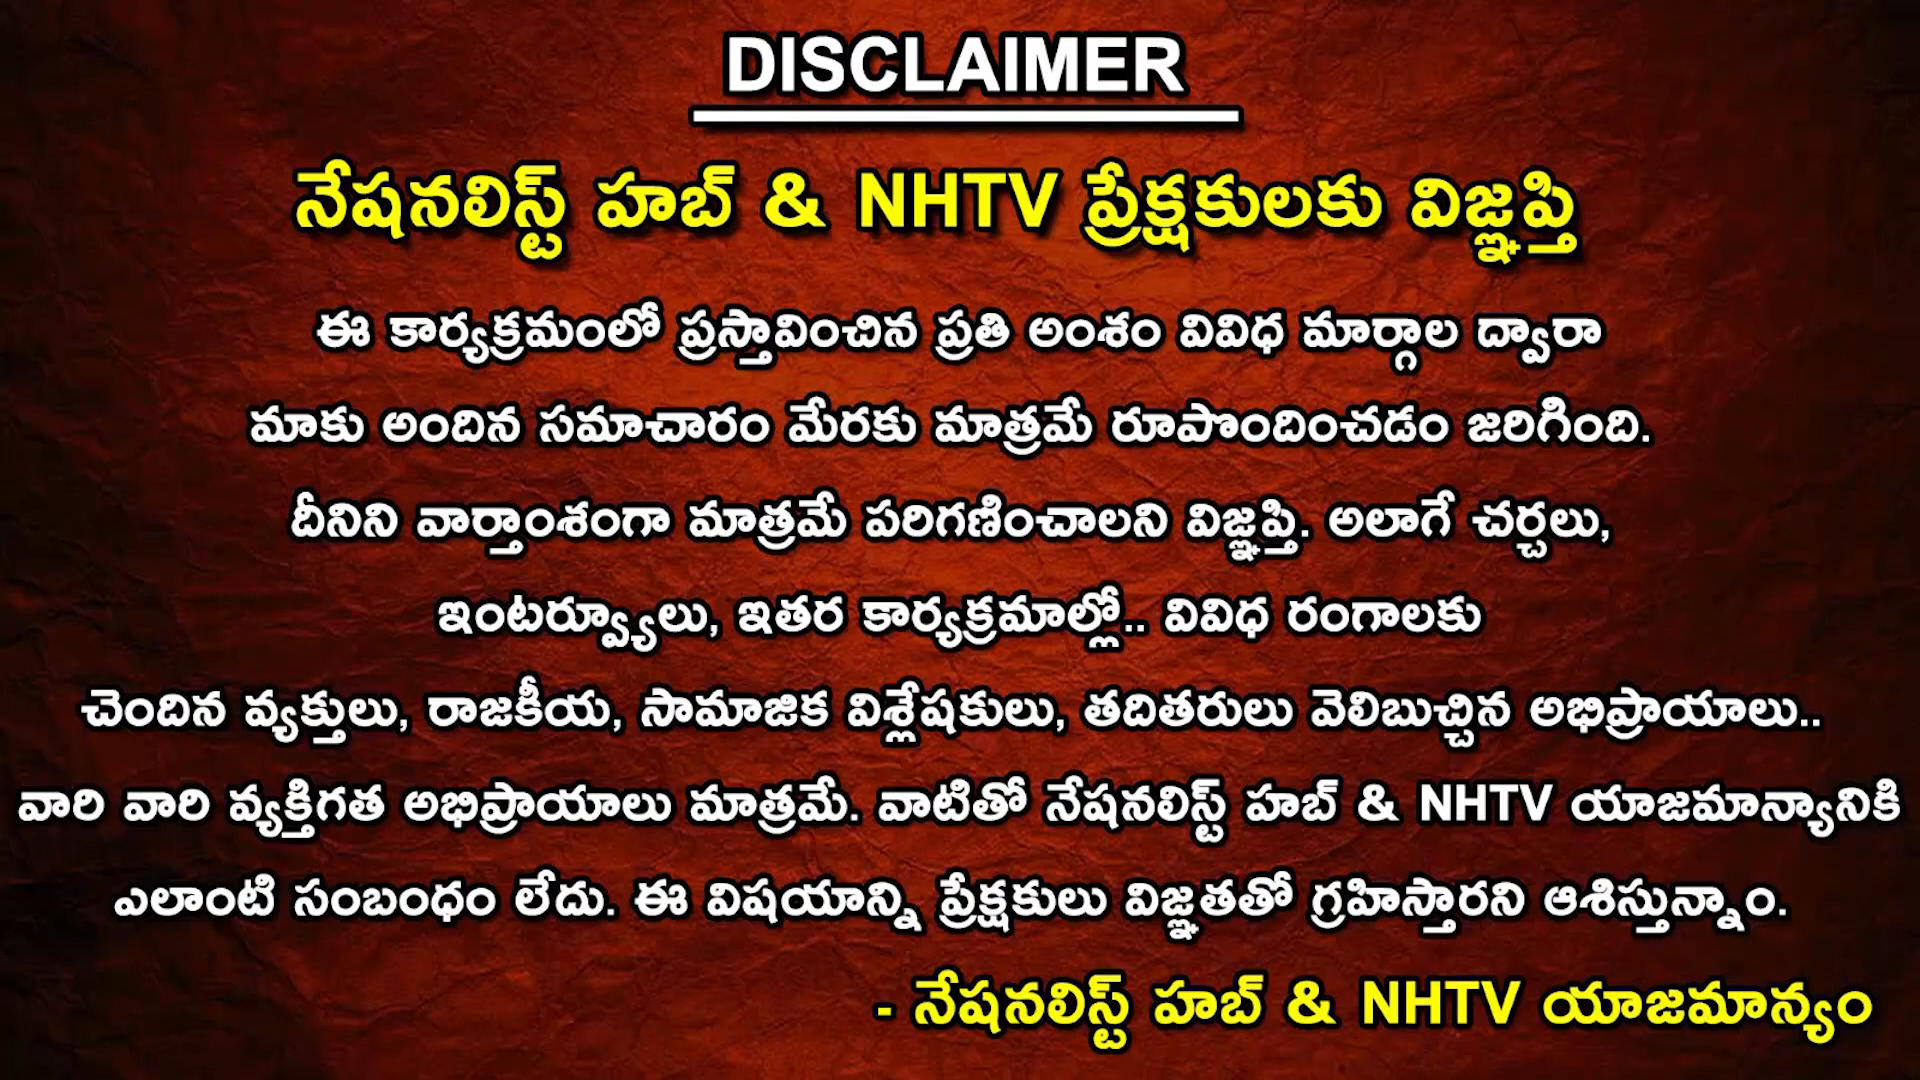 DISCLAIMER
నేషనలిస్ట్ హబ్ & NHTV ప్రేక్షకులకు విజ్ఞప్తి
ఈ కార్యక్రమంలో ప్రస్తావించిన ప్రతి అంశం వివిధ మార్గాల ద్వారా
మాకు అందిన సమాచారం మేరకు మాత్రమే రూపొందించడం జరిగింది.
దీనిని వార్తాంశంగా మాత్రమే పరిగణించాలని విజ్ఞప్తి. అలాగే చర్చలు,
ఇంటర్వ్యూలు, ఇతర కార్యక్రమాల్లో.. వివిధ రంగాలకు
చెందిన వ్యక్తులు, రాజకీయ, సామాజిక విశ్లేషకులు, తదితరులు వెలిబుచ్చిన అభిప్రాయాలు..
వారి వారి వ్యక్తిగత అభిప్రాయాలు మాత్రమే. వాటితో నేషనలిస్ట్ హబ్ & NHTV యాజమాన్యానికి
ఎలాంటి సంబంధం లేదు. ఈ విషయాన్ని ప్రేక్షకులు విజ్ఞతతో గ్రహిస్తారని ఆశిస్తున్నాం.
- నేషనలిస్ట్ హబ్ & NHTV యాజమాన్యం